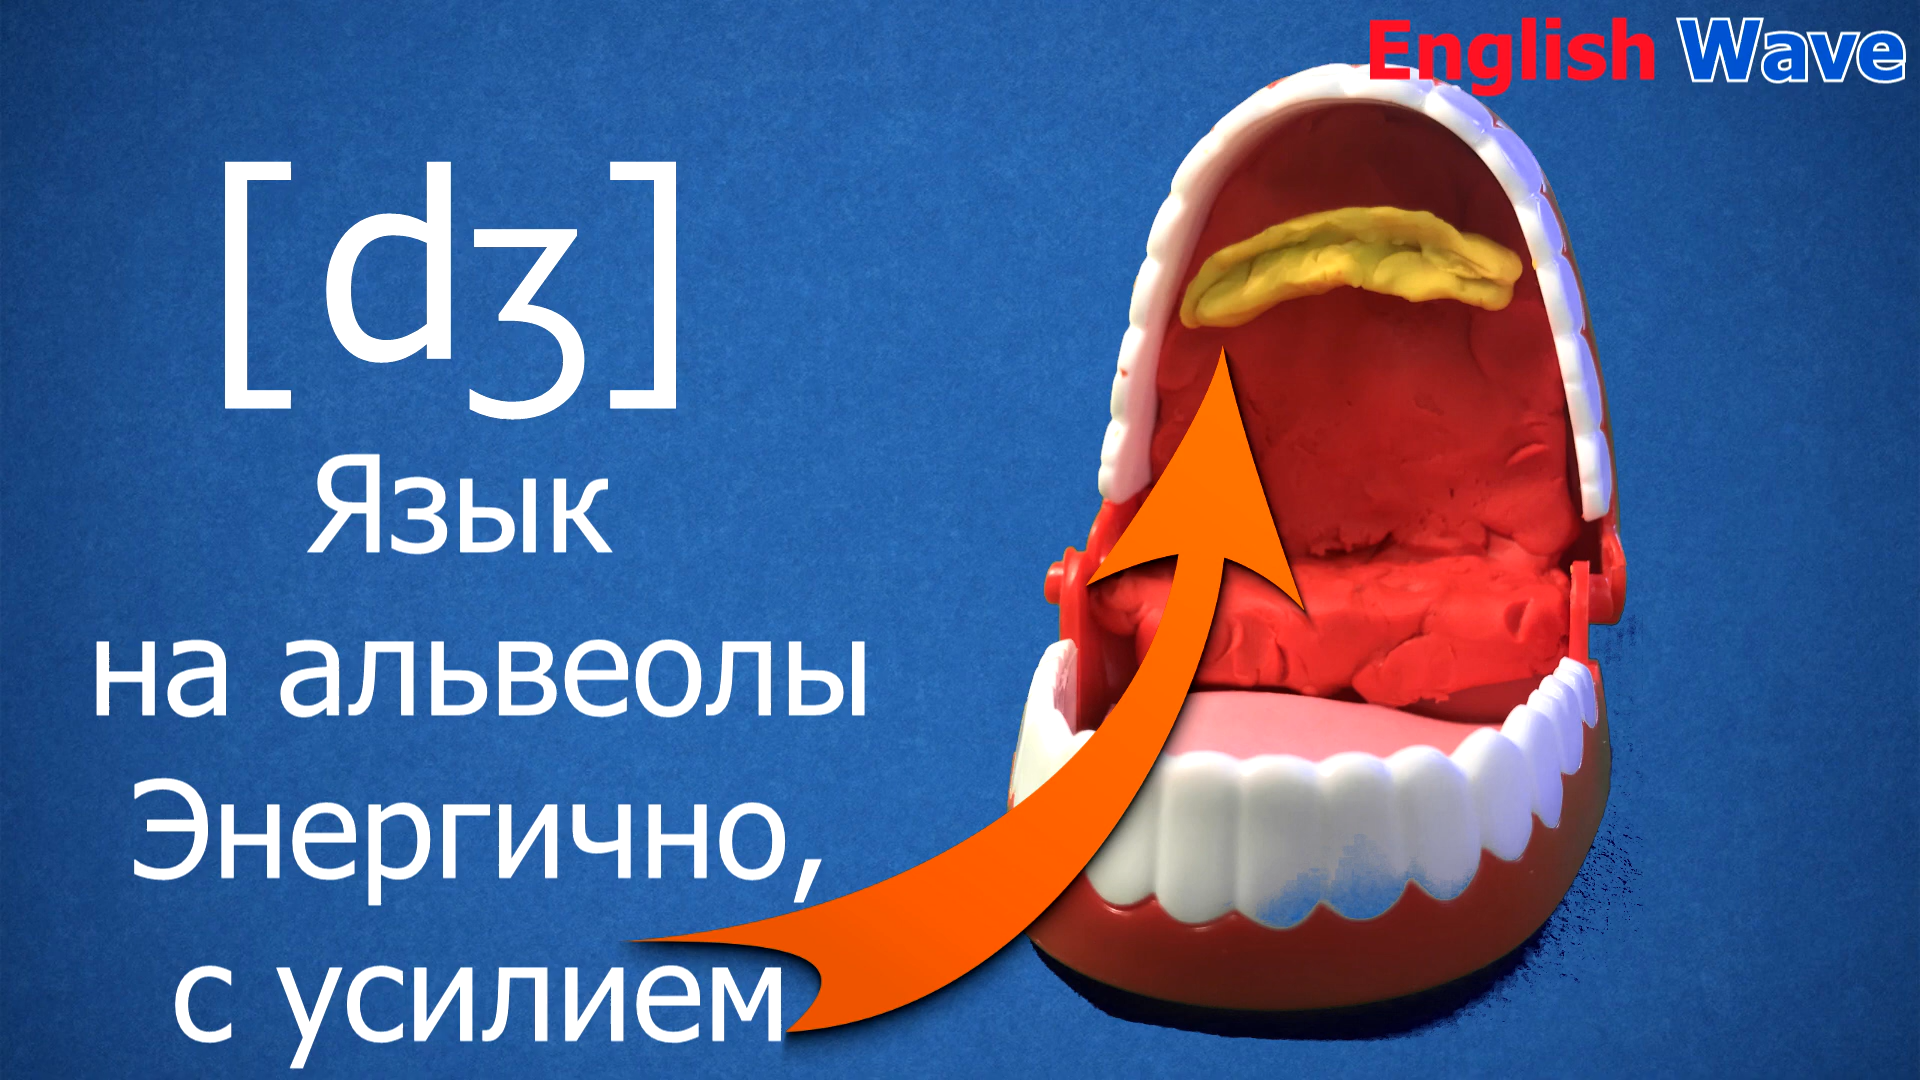 English Wave
[dʒ]
Язык
на альвеолы
Энергично,
с усилием